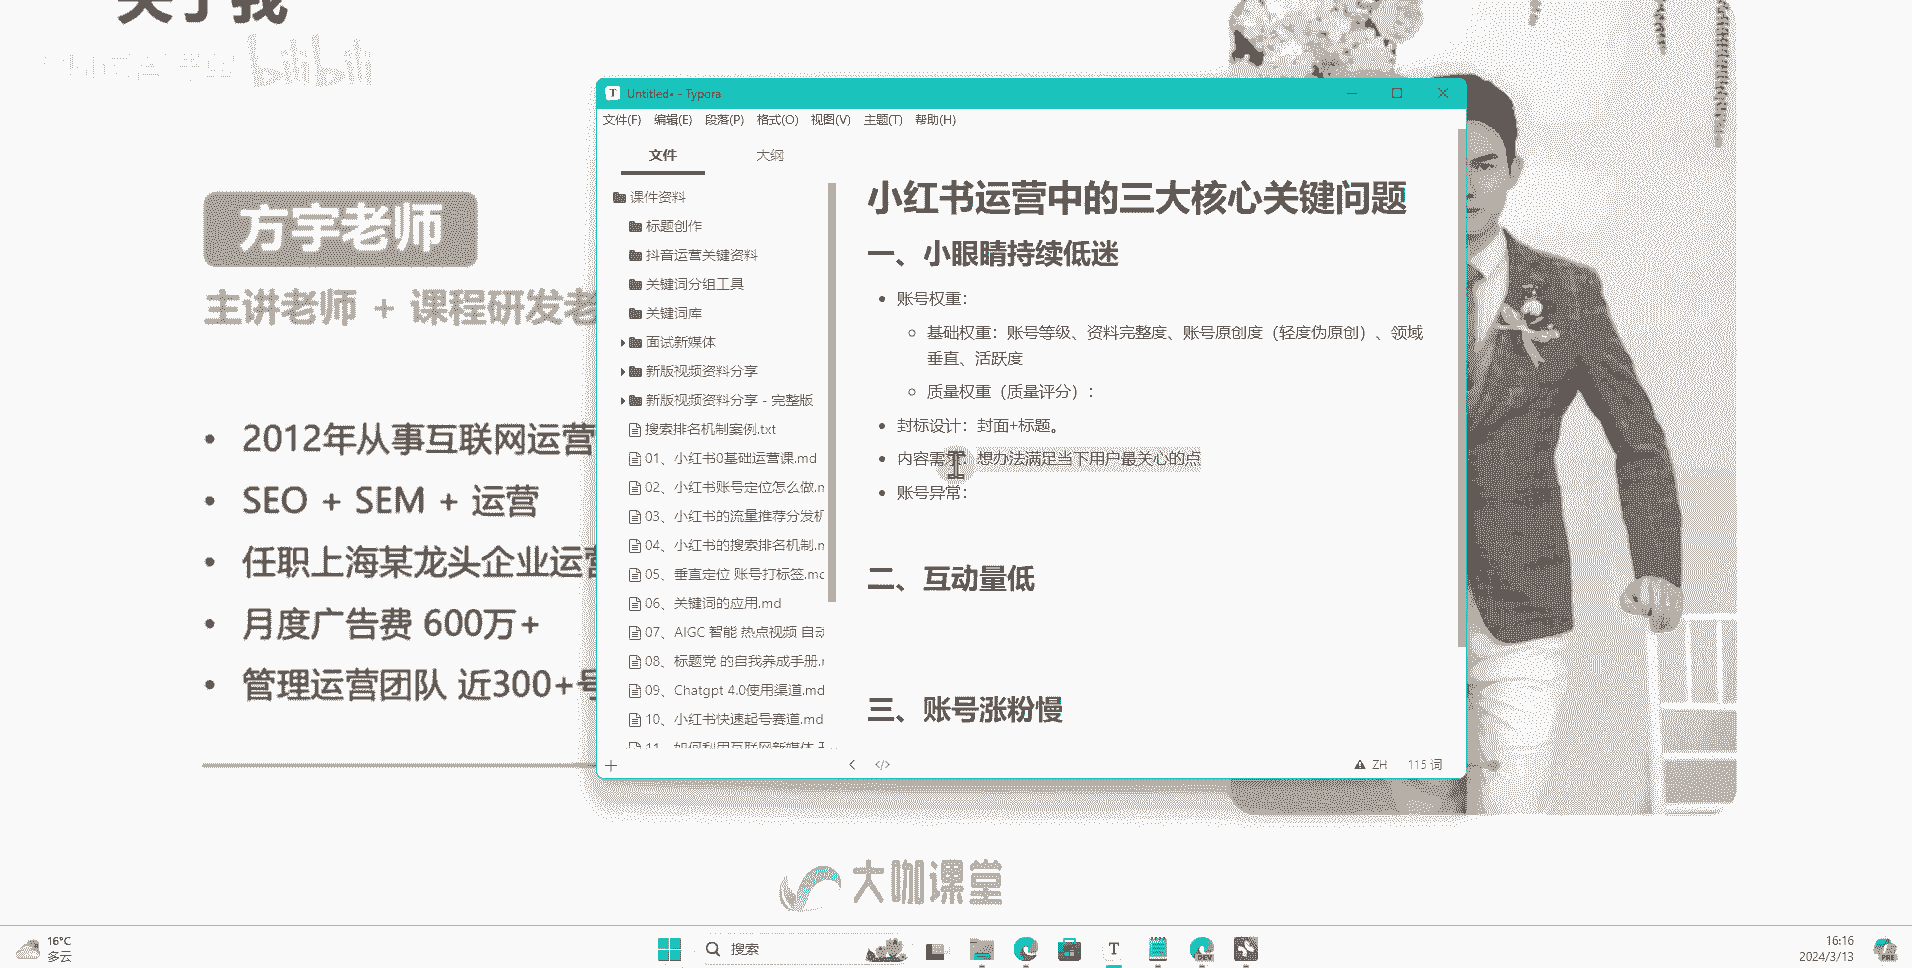 关于我
bilibili
方宇老师
主讲老师 + 课程研发老
2012年从事互联网运营
SEO + SEM + 运营
任职上海某龙头企业运营
月度广告费 600万+
管理运营团队 近300+号
Untitled• - Typora
文件(F) 编辑(E) 段落(P) 格式(O) 视图(V) 主题(T) 帮助(H)
文件 大纲
课件资料
标题创作
抖音运营关键资料
关键词分组工具
关键词库
面试新媒体
新版视频资料分享
新版视频资料分享 - 完整版
搜索排名机制案例.txt
01、小红书0基础运营课.md
02、小红书账号定位怎么做.m
03、小红书的流量推荐分发机
04、小红书的搜索排名机制.m
05、垂直定位 账号打标签.mc
06、关键词的应用.md
07、AIGC 智能 热点视频 自动
08、标题党 的自我养成手册.m
09、Chatgpt 4.0使用渠道.md
10、小红书快速起号赛道.md
11、如何利用互联网新媒体
小红书运营中的三大核心关键问题
一、小眼睛持续低迷
账号权重：
基础权重：账号等级、资料完整度、账号原创度（轻度伪原创）、领域
垂直、活跃度
质量权重（质量评分）：
封标设计：封面+标题。
内容需求：想办法满足当下用户最关心的点
账号异常：
二、互动量低
三、账号涨粉慢
ZH 115 词
大咖课堂
16°C
多云
搜索
T
DEV
16:16
2024/3/13
PRE